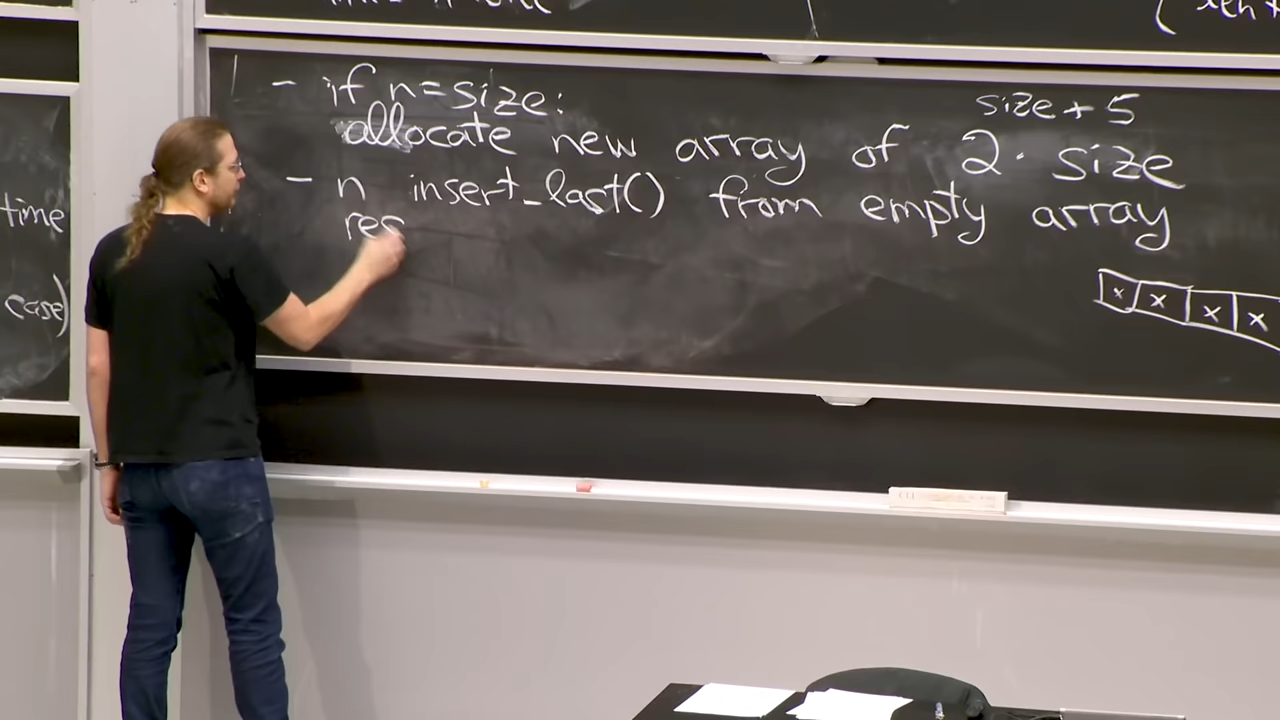 time
case)
- if n=size:
size + 5
allocate new array of 2 · size
- n insert_last() from empty array
res
x x x x